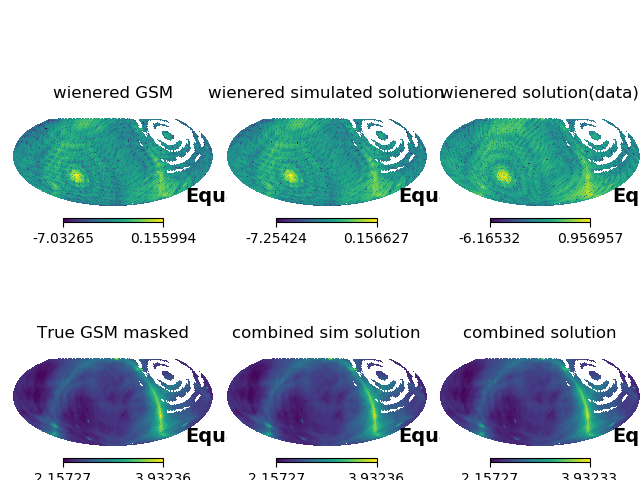 wienered GSM
wienered simulated solution
wienered solution(data)
Equ
Equ
Eq
-7.03265
0.155994
-7.25424
0.156627
-6.16532
0.956957
True GSM masked
combined sim solution
combined solution
Equ
Equ
Eq
2.15727
3.93236
2.15727
3.93236
2.15727
3.93233